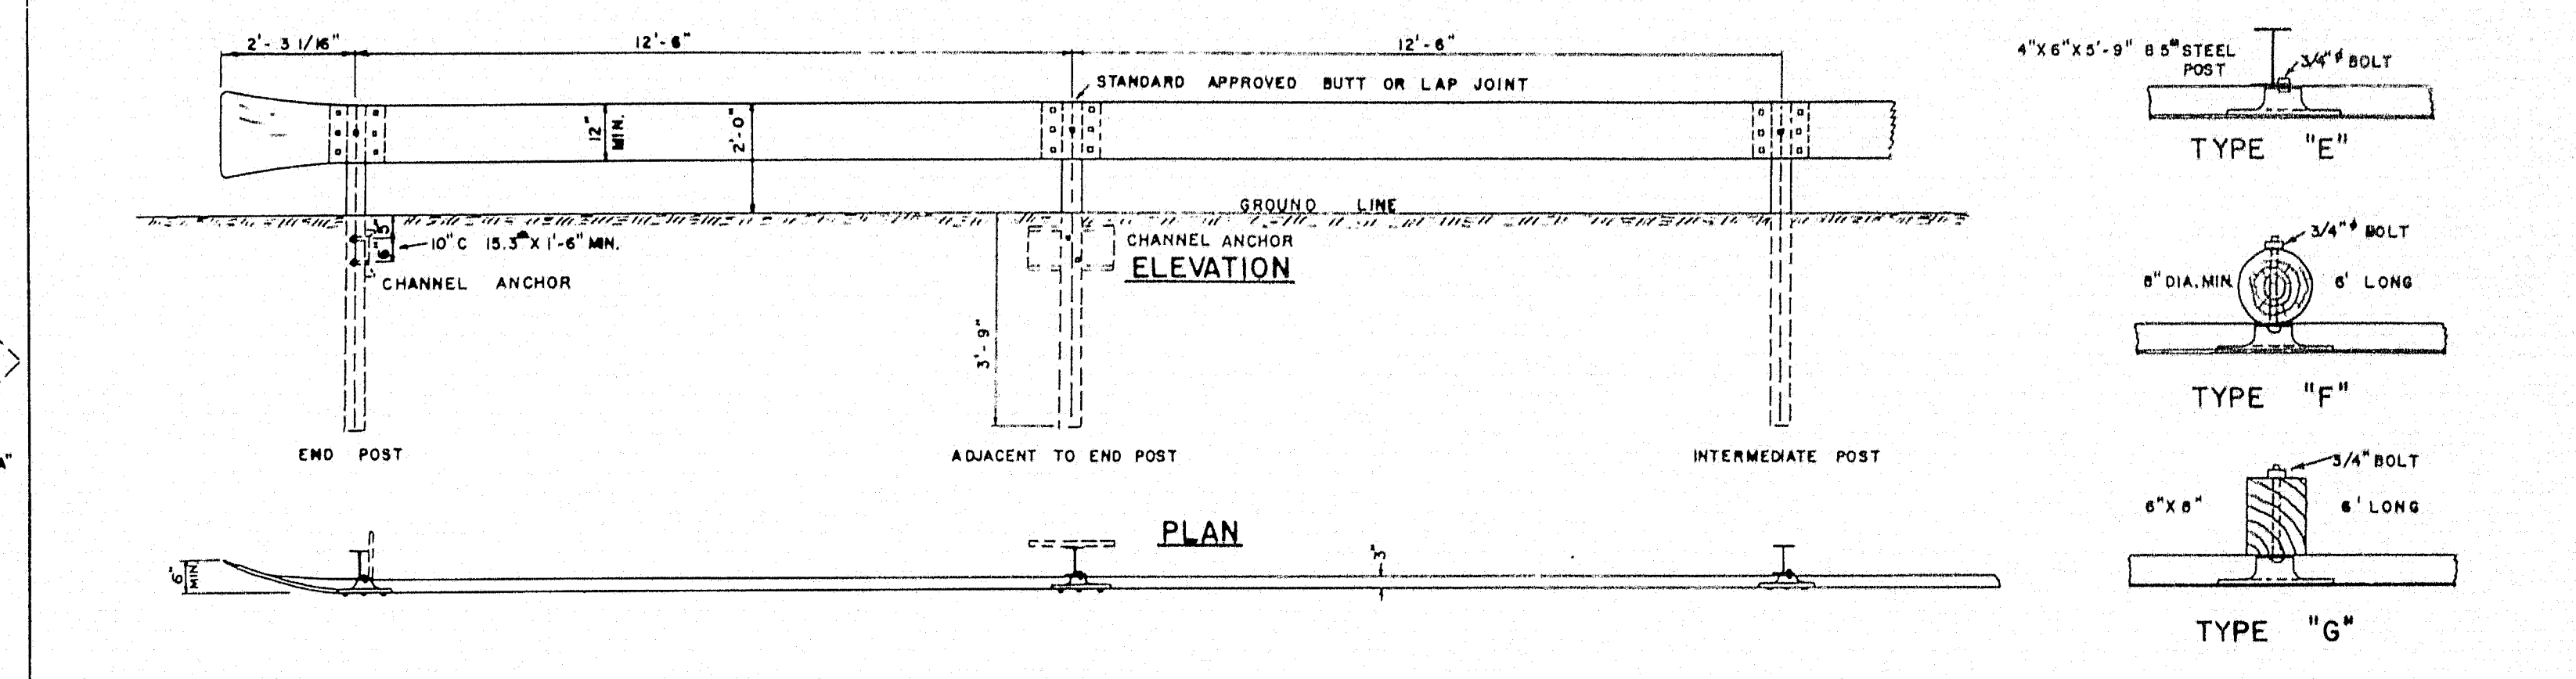 2'- 3 1/16"
12'-6"
12'-6"
STANDARD APPROVED BUTT OR LAP JOINT
12"
MIN.
2'-0"
GROUND LINE
5"
6"
10" C 15.3# X 1'-6" MIN.
CHANNEL ANCHOR
CHANNEL ANCHOR
ELEVATION
3'-9"
END POST
ADJACENT TO END POST
INTERMEDIATE POST
PLAN
6"
MIN.
3"
4"X6"X5'-9" 8.5# STEEL
POST
3/4"ø BOLT
TYPE "E"
3/4"ø BOLT
8" DIA. MIN.
6' LONG
TYPE "F"
3/4" BOLT
6"X8"
6' LONG
TYPE "G"
A"